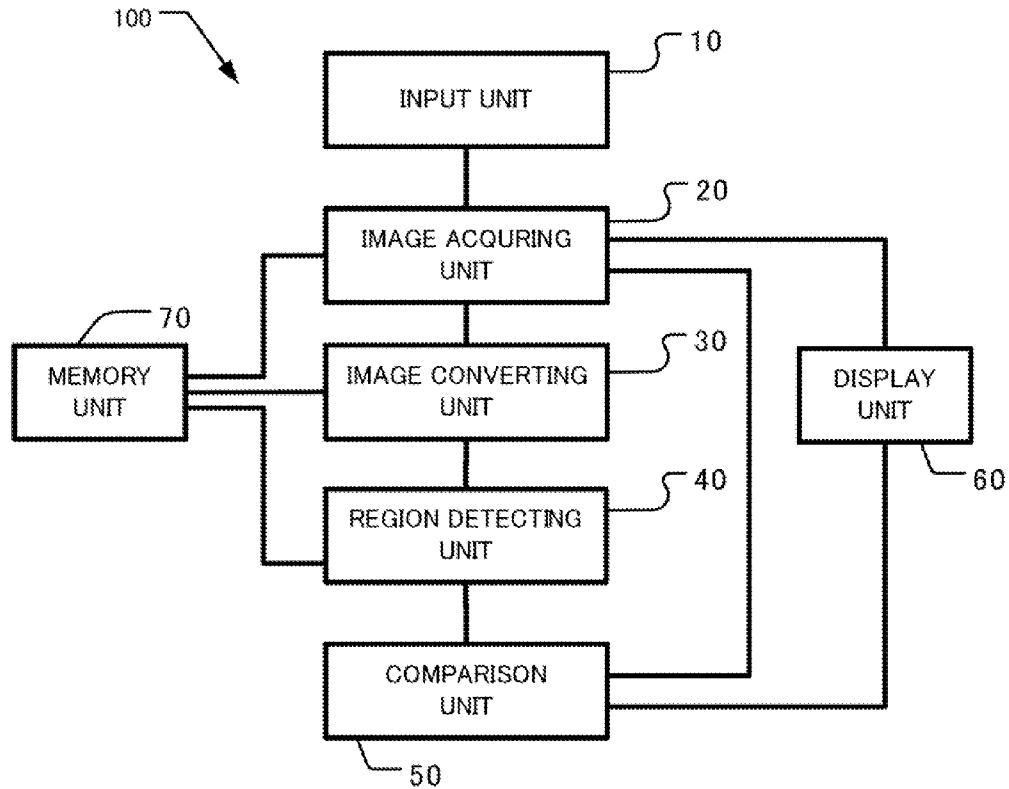 100
10
INPUT UNIT
20
IMAGE ACQURING
UNIT
70
MEMORY
UNIT
30
IMAGE CONVERTING
UNIT
DISPLAY
UNIT
60
40
REGION DETECTING
UNIT
COMPARISON
UNIT
50